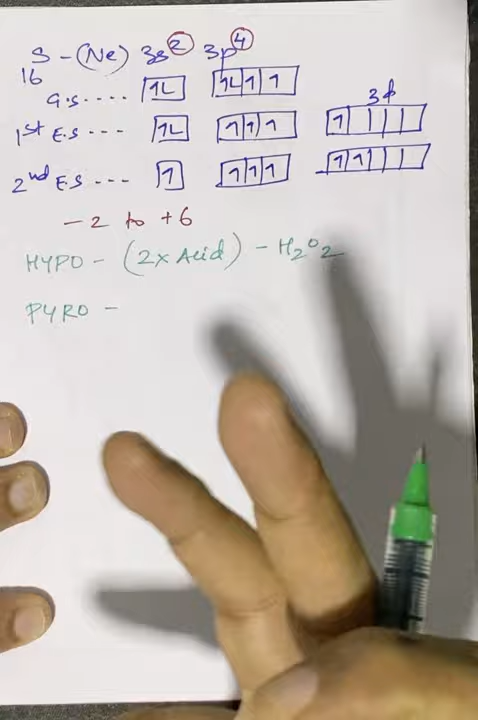 S - (Ne) 3s² 3p⁴
16
G.S.... 1L 1L 1 1
3d
1st E.S... 1L 1 1 1 1
2nd E.S... 1 1 1 1 1 1
-2 to +6
HYPO - (2x Acid) - H₂O₂
PYRO -